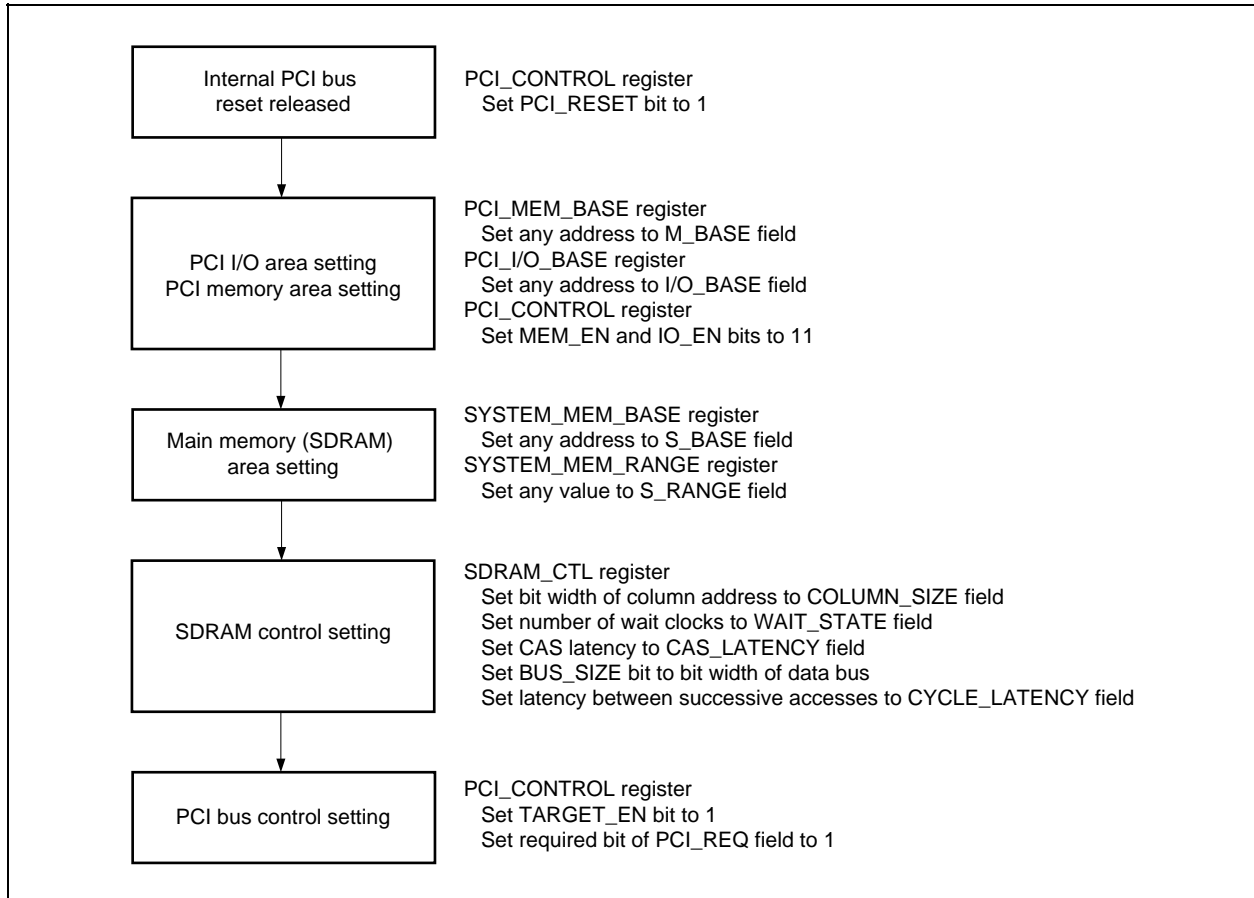 Internal PCI bus
reset released
PCI_CONTROL register
Set PCI_RESET bit to 1
PCI I/O area setting
PCI memory area setting
PCI_MEM_BASE register
Set any address to M_BASE field
PCI_I/O_BASE register
Set any address to I/O_BASE field
PCI_CONTROL register
Set MEM_EN and IO_EN bits to 11
Main memory (SDRAM)
area setting
SYSTEM_MEM_BASE register
Set any address to S_BASE field
SYSTEM_MEM_RANGE register
Set any value to S_RANGE field
SDRAM control setting
SDRAM_CTL register
Set bit width of column address to COLUMN_SIZE field
Set number of wait clocks to WAIT_STATE field
Set CAS latency to CAS_LATENCY field
Set BUS_SIZE bit to bit width of data bus
Set latency between successive accesses to CYCLE_LATENCY field
PCI bus control setting
PCI_CONTROL register
Set TARGET_EN bit to 1
Set required bit of PCI_REQ field to 1